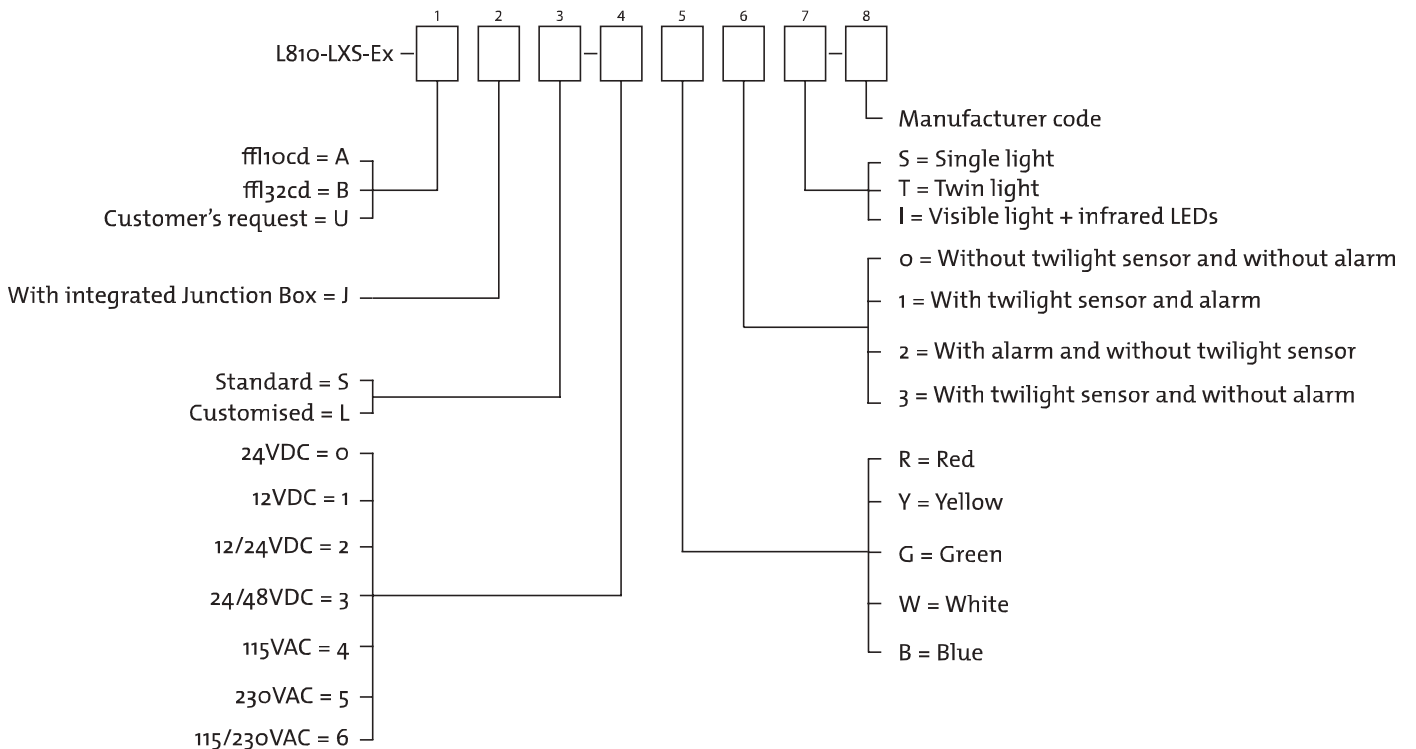 1 2 3 4 5 6 7 8
L810-LXS-Ex
Manufacturer code
ffl10cd = A
ffl32cd = B
Customer's request = U
S = Single light
T = Twin light
I = Visible light + infrared LEDs
With integrated Junction Box = J
0 = Without twilight sensor and without alarm
1 = With twilight sensor and alarm
2 = With alarm and without twilight sensor
3 = With twilight sensor and without alarm
Standard = S
Customised = L
24VDC = 0
12VDC = 1
12/24VDC = 2
24/48VDC = 3
115VAC = 4
230VAC = 5
115/230VAC = 6
R = Red
Y = Yellow
G = Green
W = White
B = Blue